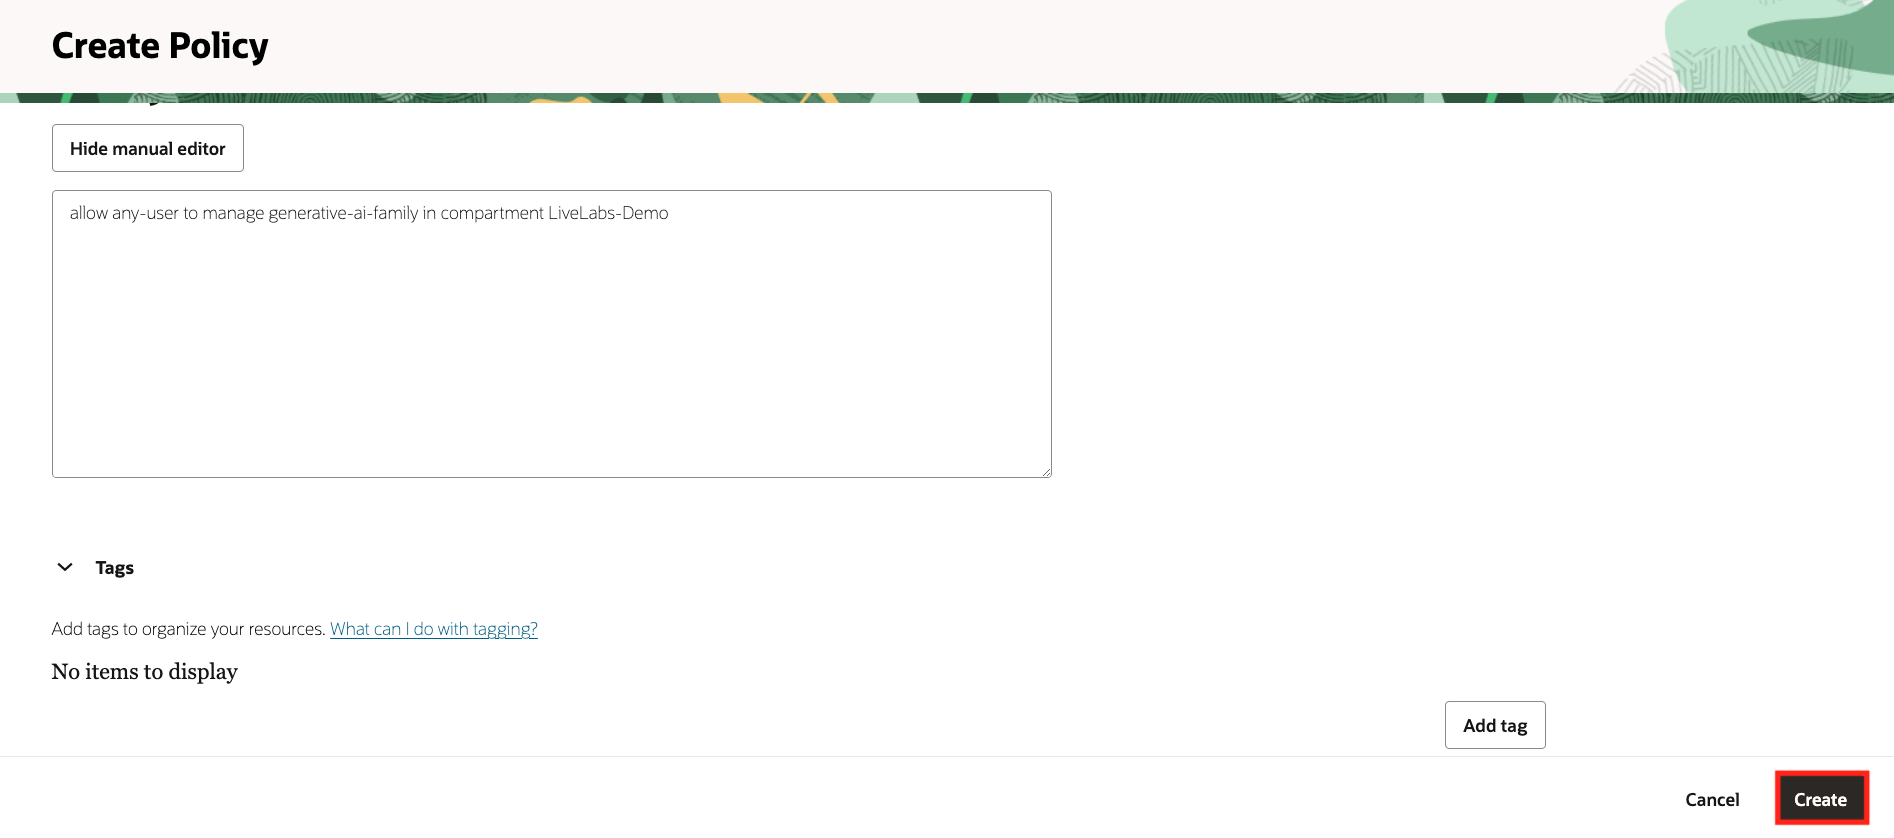 Create Policy
Hide manual editor
allow any-user to manage generative-ai-family in compartment LiveLabs-Demo
Tags
Add tags to organize your resources. What can I do with tagging?
No items to display
Add tag
Cancel
Create